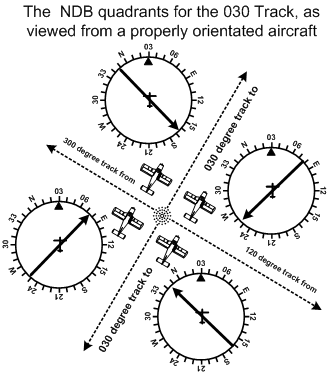 The NDB quadrants for the 030 Track, as
viewed from a properly orientated aircraft
N 03 06
33 E
30 12
W 15
24 21 S
030 degree track to
300 degree track from
N 03 06
33 E
30 12
W 15
24 21 S
N 03 06
33 E
30 12
W 15
24 21 S
120 degree track from
030 degree track to
N 03 06
33 E
30 12
W 15
24 21 S